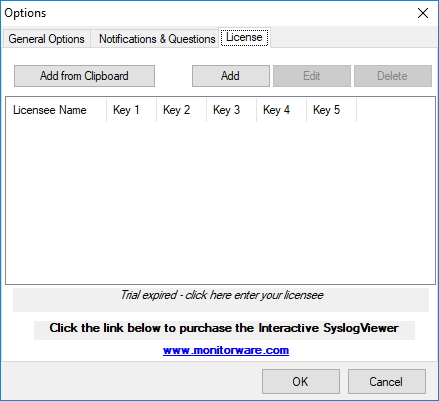 Options
General Options Notifications & Questions License
Add from Clipboard Add Edit Delete
Licensee Name Key 1 Key 2 Key 3 Key 4 Key 5
Trial expired - click here enter your licensee
Click the link below to purchase the Interactive SyslogViewer
www.monitorware.com
OK Cancel